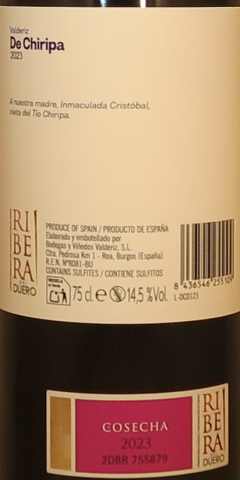 Valderiz
De Chiripa
2023
A nuestra madre, Inmaculada Cristóbal,
nieta del Tío Chiripa.
RI
BE
RA
DEL
DUERO
PRODUCE OF SPAIN / PRODUCTO DE ESPAÑA
Elaborado y embotellado por
Bodegas y Viñedos Valderiz, S.L.
Ctra. Pedrosa Km 1 - Roa, Burgos (España)
R.E.N. Nº8081-BU
CONTAINS SULFITES / CONTIENE SULFITOS
75 cl. e 14,5 %Vol.
8 436546 255109
L-DC0123
COSECHA
2023
2DBR 755879
RI
BE
RA
DEL
DUERO